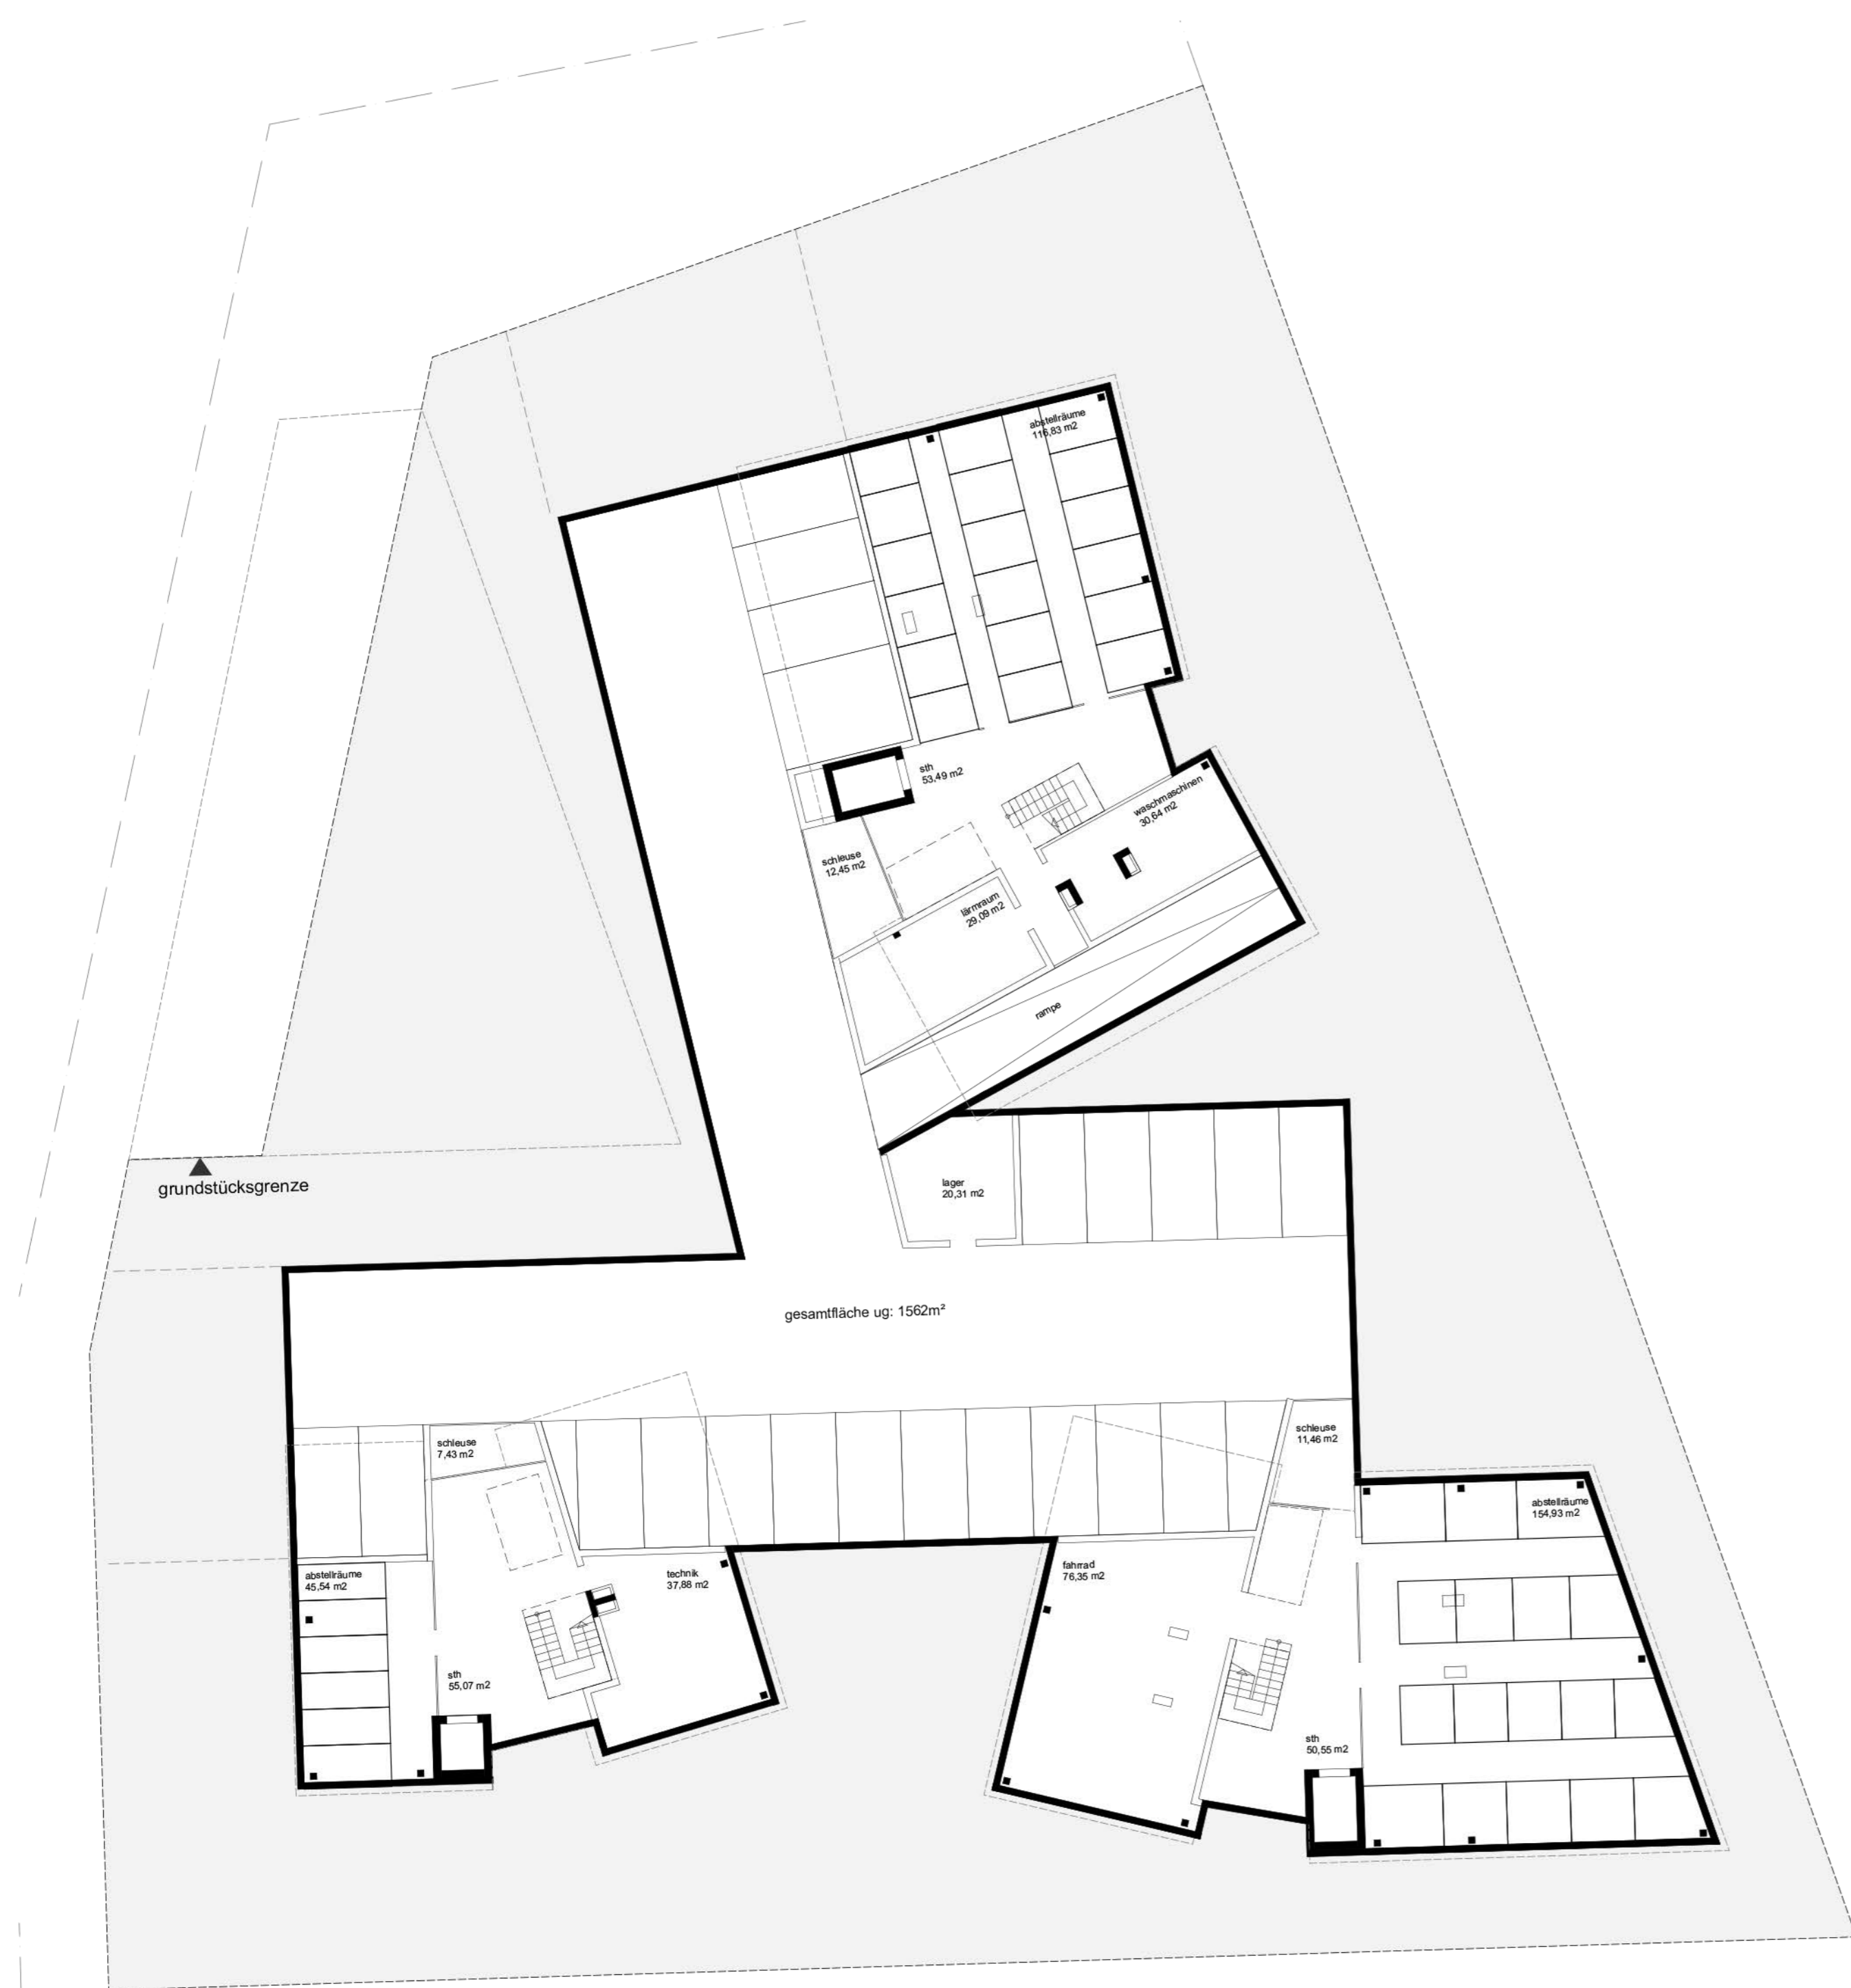 abstellräume
116,83 m2
sth
53,49 m2
waschmaschinen
30,64 m2
schleuse
12,45 m2
lärmraum
29,09 m2
rampe
grundstücksgrenze
lager
20,31 m2
gesamtfläche ug: 1562m²
schleuse
7,43 m2
schleuse
11,46 m2
abstellräume
154,93 m2
abstellräume
45,54 m2
technik
37,88 m2
fahrrad
76,35 m2
sth
55,07 m2
sth
50,55 m2